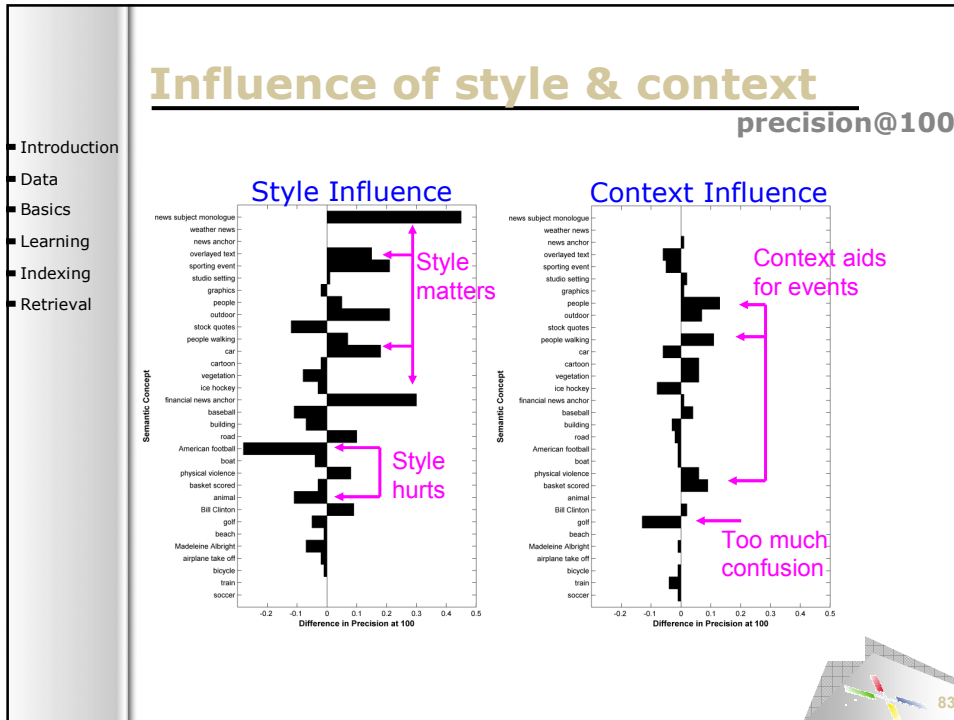 Influence of style & context
precision@100
Introduction
Data
Basics
Learning
Indexing
Retrieval
Style Influence
news subject monologue
weather news
news anchor
overlayed text
sporting event
studio setting
graphics
people
outdoor
stock quotes
people walking
car
cartoon
vegetation
ice hockey
financial news anchor
baseball
building
road
American football
boat
physical violence
basket scored
animal
Bill Clinton
golf
beach
Madeleine Albright
airplane take off
bicycle
train
soccer
Semantic Concept
-0.2 -0.1 0 0.1 0.2 0.3 0.4 0.5
Difference in Precision at 100
Style
matters
Style
hurts
Context Influence
news subject monologue
weather news
news anchor
overlayed text
sporting event
studio setting
graphics
people
outdoor
stock quotes
people walking
car
cartoon
vegetation
ice hockey
financial news anchor
baseball
building
road
American football
boat
physical violence
basket scored
animal
Bill Clinton
golf
beach
Madeleine Albright
airplane take off
bicycle
train
soccer
Semantic Concept
-0.2 -0.1 0 0.1 0.2 0.3 0.4 0.5
Difference in Precision at 100
Context aids
for events
Too much
confusion
83